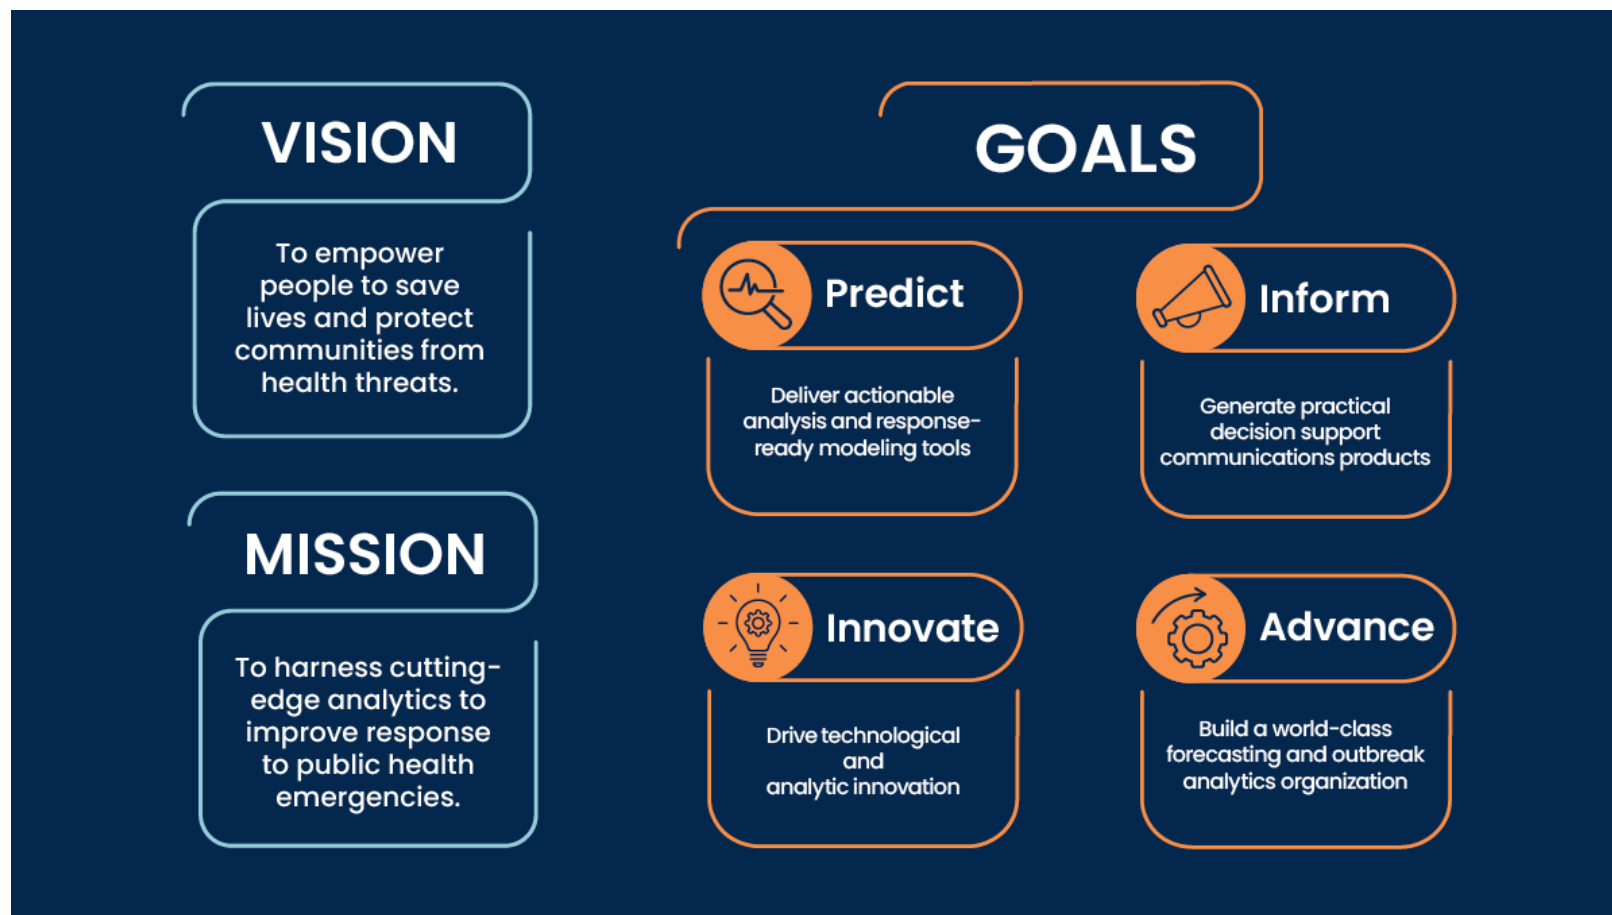 VISION
To empower
people to save
lives and protect
communities from
health threats.
MISSION
To harness cutting-
edge analytics to
improve response
to public health
emergencies.
GOALS
Predict
Deliver actionable
analysis and response-
ready modeling tools
Inform
Generate practical
decision support
communications products
Innovate
Drive technological
and
analytic innovation
Advance
Build a world-class
forecasting and outbreak
analytics organization